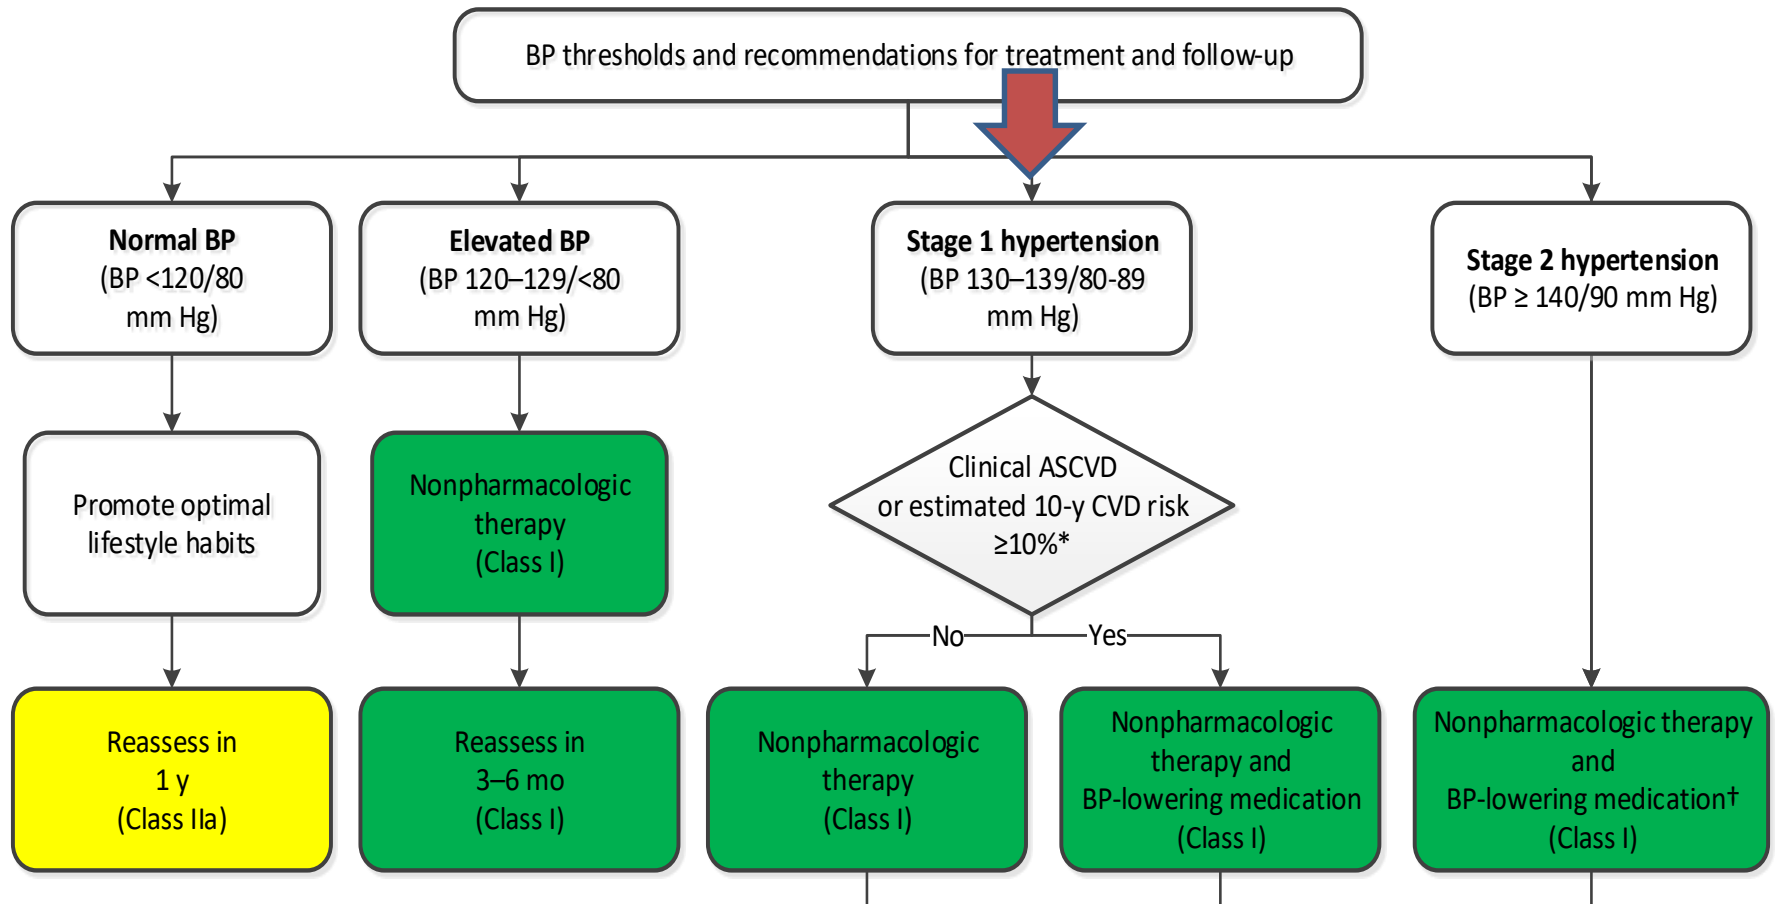 BP thresholds and recommendations for treatment and follow-up
Normal BP
(BP <120/80
mm Hg)
Elevated BP
(BP 120–129/<80
mm Hg)
Stage 1 hypertension
(BP 130–139/80-89
mm Hg)
Stage 2 hypertension
(BP ≥ 140/90 mm Hg)
Promote optimal
lifestyle habits
Nonpharmacologic
therapy
(Class I)
Clinical ASCVD
or estimated 10-y CVD risk
≥10%*
No
Yes
Reassess in
1 y
(Class IIa)
Reassess in
3–6 mo
(Class I)
Nonpharmacologic
therapy
(Class I)
Nonpharmacologic
therapy and
BP-lowering medication
(Class I)
Nonpharmacologic therapy
and
BP-lowering medication†
(Class I)